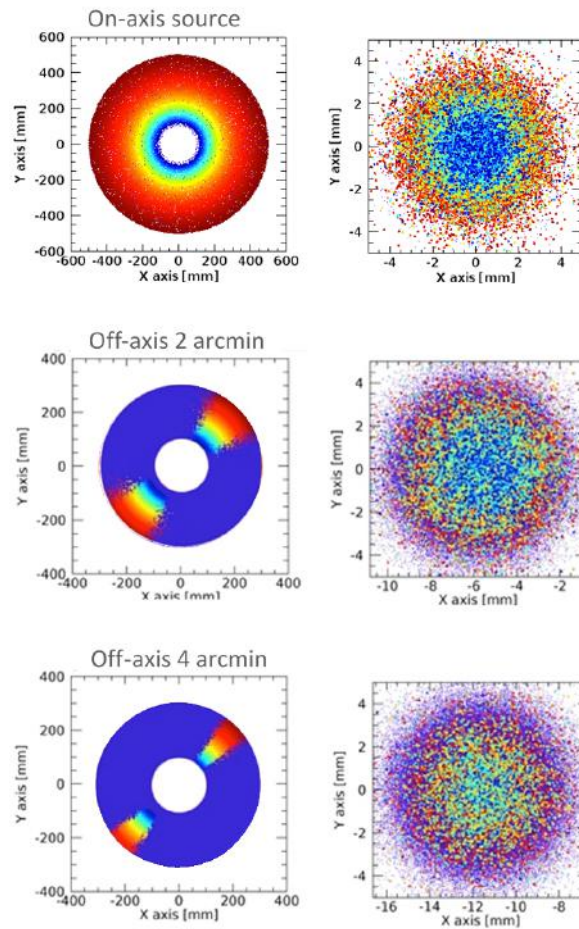 On-axis source
600
400
200
0
-200
-400
-600
Y axis [mm]
-600 -400 -200 0 200 400 600
X axis [mm]
4
2
0
-2
-4
Y axis [mm]
-4 -2 0 2 4
X axis [mm]
Off-axis 2 arcmin
400
200
0
-200
-400
Y axis [mm]
-400 -200 0 200 400
X axis [mm]
4
2
0
-2
-4
Y axis [mm]
-10 -8 -6 -4 -2
X axis [mm]
Off-axis 4 arcmin
400
200
0
-200
-400
Y axis [mm]
-400 -200 0 200 400
X axis [mm]
4
2
0
-2
-4
Y axis [mm]
-16 -14 -12 -10 -8
X axis [mm]